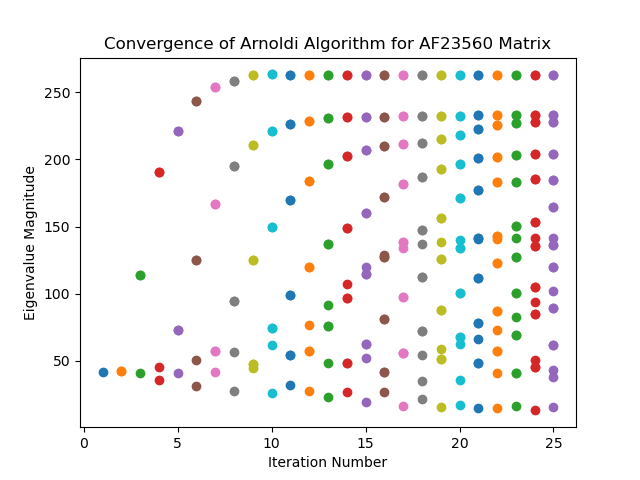 Convergence of Arnoldi Algorithm for AF23560 Matrix
250
200
150
100
50
Eigenvalue Magnitude
0 5 10 15 20 25
Iteration Number